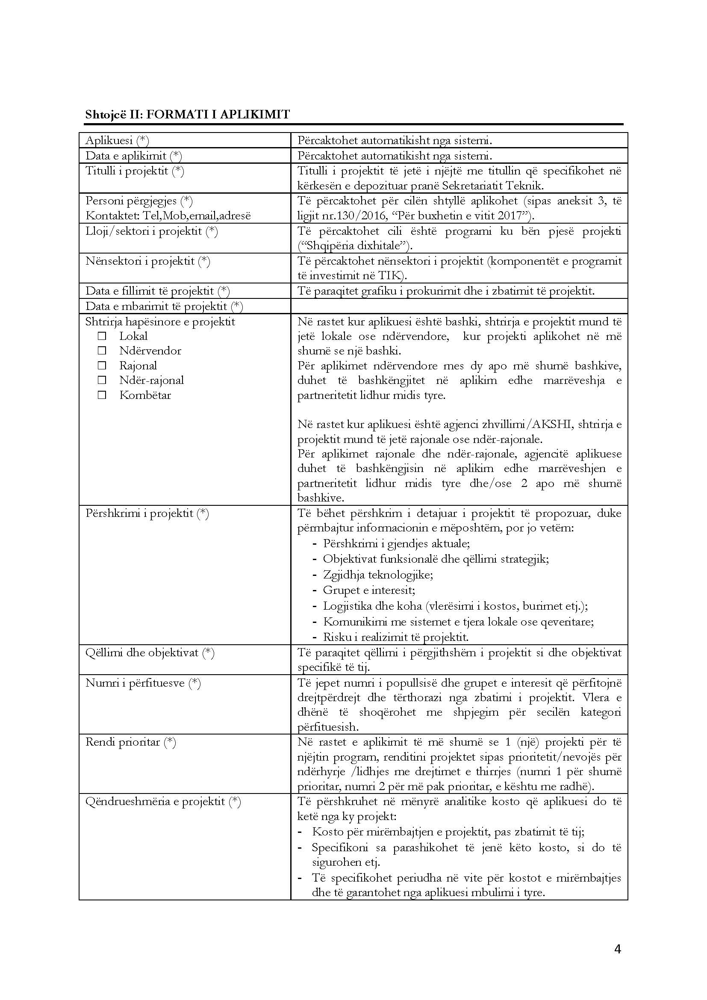 Shtojcë II: FORMATI I APLIKIMIT
Aplikuesi (*)
Përcaktohet automatikisht nga sistemi.
Data e aplikimit (*)
Përcaktohet automatikisht nga sistemi.
Titulli i projektit (*)
Titulli i projektit të jetë i njëjtë me titullin që specifikohet në
kërkesën e depozituar pranë Sekretariatit Teknik.
Personi përgjegjes (*)
Kontaktet: Tel,Mob,email,adresë
Të përcaktohet për cilën shtyllë aplikohet (sipas aneksit 3, të
ligjit nr.130/2016, “Për buxhetin e vitit 2017”).
Lloji/sektori i projektit (*)
Të përcaktohet cili është programi ku bën pjesë projekti
(“Shqipëria dixhitale”).
Nënsektori i projektit (*)
Të përcaktohet nënsektori i projektit (komponentët e programit
të investimit në TIK).
Data e fillimit të projektit (*)
Të paraqitet grafiku i prokurimit dhe i zbatimit të projektit.
Data e mbarimit të projektit (*)
Shtrirja hapësinore e projektit
☐ Lokal
☐ Ndërvendor
☐ Rajonal
☐ Ndër-rajonal
☐ Kombëtar
Në rastet kur aplikuesi është bashki, shtrirja e projektit mund të
jetë lokale ose ndërvendore, kur projekti aplikohet në më
shumë se një bashki.
Për aplikimet ndërvendore mes dy apo më shumë bashkive,
duhet të bashkëngjitet në aplikim edhe marrëveshja e
partneritetit lidhur midis tyre.
Në rastet kur aplikuesi është agjenci zhvillimi/AKSHI, shtrirja e
projektit mund të jetë rajonale ose ndër-rajonale.
Për aplikimet rajonale dhe ndër-rajonale, agjencitë aplikuese
duhet të bashkëngjisin në aplikim edhe marrëveshjen e
partneritetit lidhur midis tyre dhe/ose 2 apo më shumë
bashkive.
Përshkrimi i projektit (*)
Të bëhet përshkrim i detajuar i projektit të propozuar, duke
përmbajtur informacionin e mëposhtëm, por jo vetëm:
- Përshkrimi i gjendjes aktuale;
- Objektivat funksionalë dhe qëllimi strategjik;
- Zgjidhja teknologjike;
- Grupet e interesit;
- Logjistika dhe koha (vlerësimi i kostos, burimet etj.);
- Komunikimi me sistemet e tjera lokale ose qeveritare;
- Risku i realizimit të projektit.
Qëllimi dhe objektivat (*)
Të paraqitet qëllimi i përgjithshëm i projektit si dhe objektivat
specifikë të tij.
Numri i përfituesve (*)
Të jepet numri i popullsisë dhe grupet e interesit që përfitojnë
drejtpërdrejt dhe tërthorazi nga zbatimi i projektit. Vlera e
dhënë të shoqërohet me shpjegim për secilën kategori
përfituesish.
Rendi prioritar (*)
Në rastet e aplikimit të më shumë se 1 (një) projekti për të
njëjtin program, renditini projektet sipas prioritetit/nevojës për
ndërhyrje /lidhjes me drejtimet e thirrjes (numri 1 për shumë
prioritar, numri 2 për më pak prioritar, e kështu me radhë).
Qëndrueshmëria e projektit (*)
Të përshkruhet në mënyrë analitike kosto që aplikuesi do të
ketë nga ky projekt:
- Kosto për mirëmbajtjen e projektit, pas zbatimit të tij;
- Specifikoni sa parashikohet të jenë këto kosto, si do të
sigurohen etj.
- Të specifikohet periudha në vite për kostot e mirëmbajtjes
dhe të garantohet nga aplikuesi mbulimi i tyre.
4